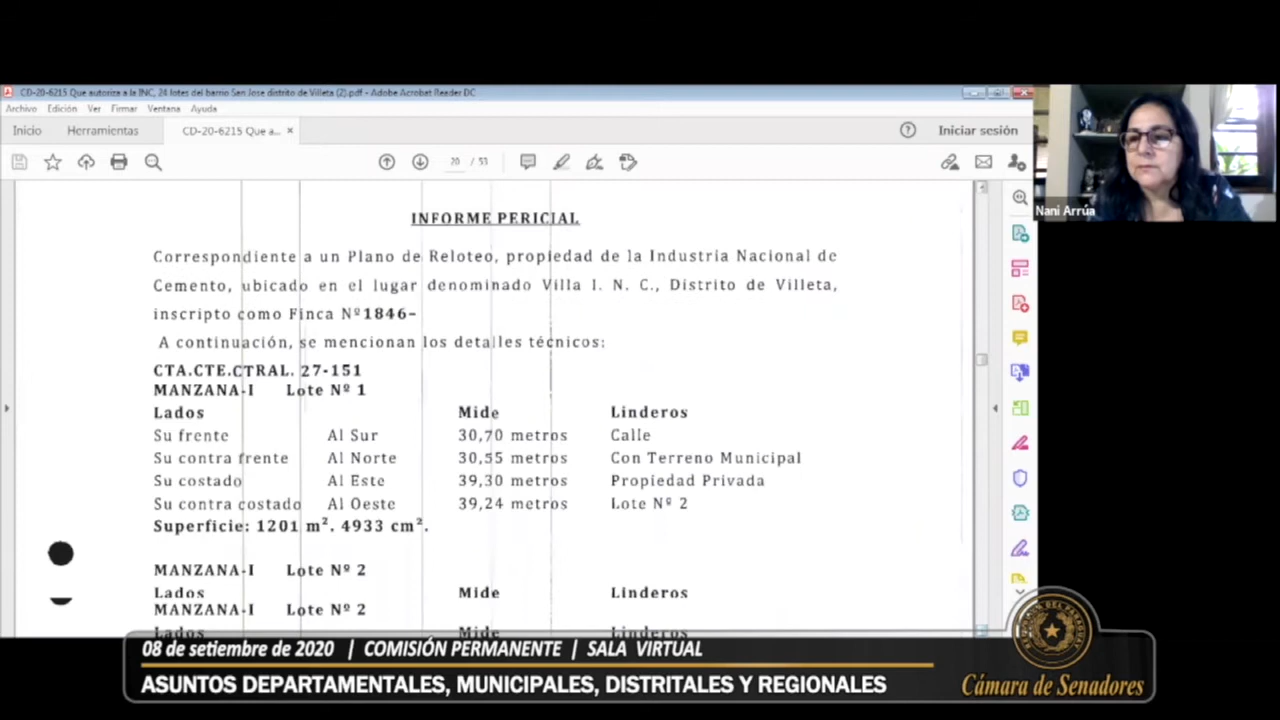 CD-20-6215 Que autoriza a la INC, 24 lotes del barrio San Jose distrito de Villeta (2).pdf - Adobe Acrobat Reader DC
Archivo Edición Ver Firmar Ventana Ayuda
Inicio Herramientas CD-20-6215 Que a... × Iniciar sesión
20 / 53
Nani Arrúa
INFORME PERICIAL
Correspondiente a un Plano de Reloteo, propiedad de la Industria Nacional de
Cemento, ubicado en el lugar denominado Villa I. N. C., Distrito de Villeta,
inscripto como Finca Nº1846-
A continuación, se mencionan los detalles técnicos:
CTA.CTE.CTRAL. 27-151
MANZANA-I Lote Nº 1
Lados Mide Linderos
Su frente Al Sur 30,70 metros Calle
Su contra frente Al Norte 30,55 metros Con Terreno Municipal
Su costado Al Este 39,30 metros Propiedad Privada
Su contra costado Al Oeste 39,24 metros Lote Nº 2
Superficie: 1201 m². 4933 cm².
MANZANA-I Lote Nº 2
Lados Mide Linderos
MANZANA-I Lote Nº 2
Lados Mide Linderos
08 de setiembre de 2020 | COMISIÓN PERMANENTE | SALA VIRTUAL
ASUNTOS DEPARTAMENTALES, MUNICIPALES, DISTRITALES Y REGIONALES
Cámara de Senadores